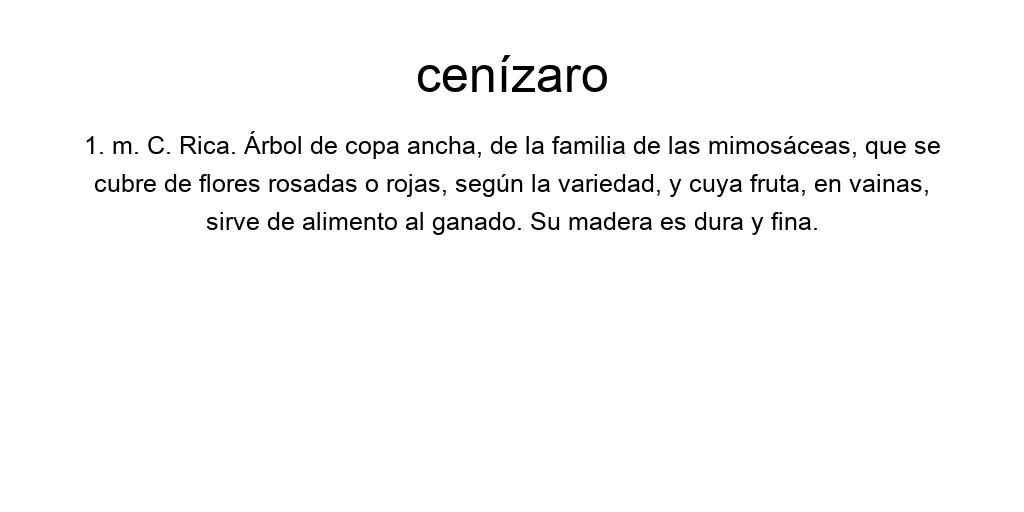 cenízaro
1. m. C. Rica. Árbol de copa ancha, de la familia de las mimosáceas, que se
cubre de flores rosadas o rojas, según la variedad, y cuya fruta, en vainas,
sirve de alimento al ganado. Su madera es dura y fina.